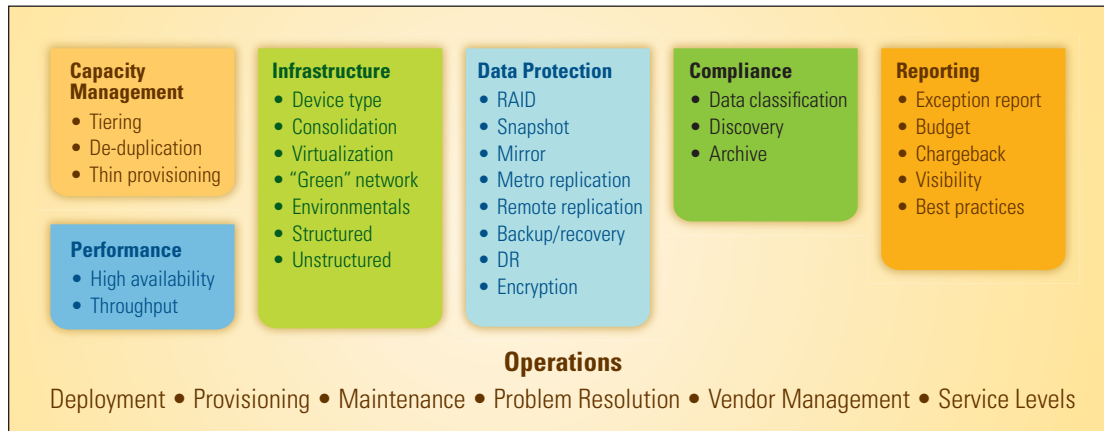 Capacity
Management
• Tiering
• De-duplication
• Thin provisioning
Performance
• High availability
• Throughput
Infrastructure
• Device type
• Consolidation
• Virtualization
• “Green” network
• Environmentals
• Structured
• Unstructured
Data Protection
• RAID
• Snapshot
• Mirror
• Metro replication
• Remote replication
• Backup/recovery
• DR
• Encryption
Compliance
• Data classification
• Discovery
• Archive
Reporting
• Exception report
• Budget
• Chargeback
• Visibility
• Best practices
Operations
Deployment • Provisioning • Maintenance • Problem Resolution • Vendor Management • Service Levels